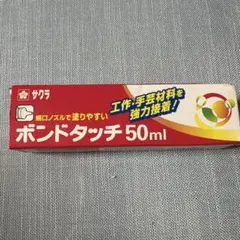 サクラ
細口ノズルで塗りやすい
工作・手芸材料を
強力接着!
ボンドタッチ 50ml